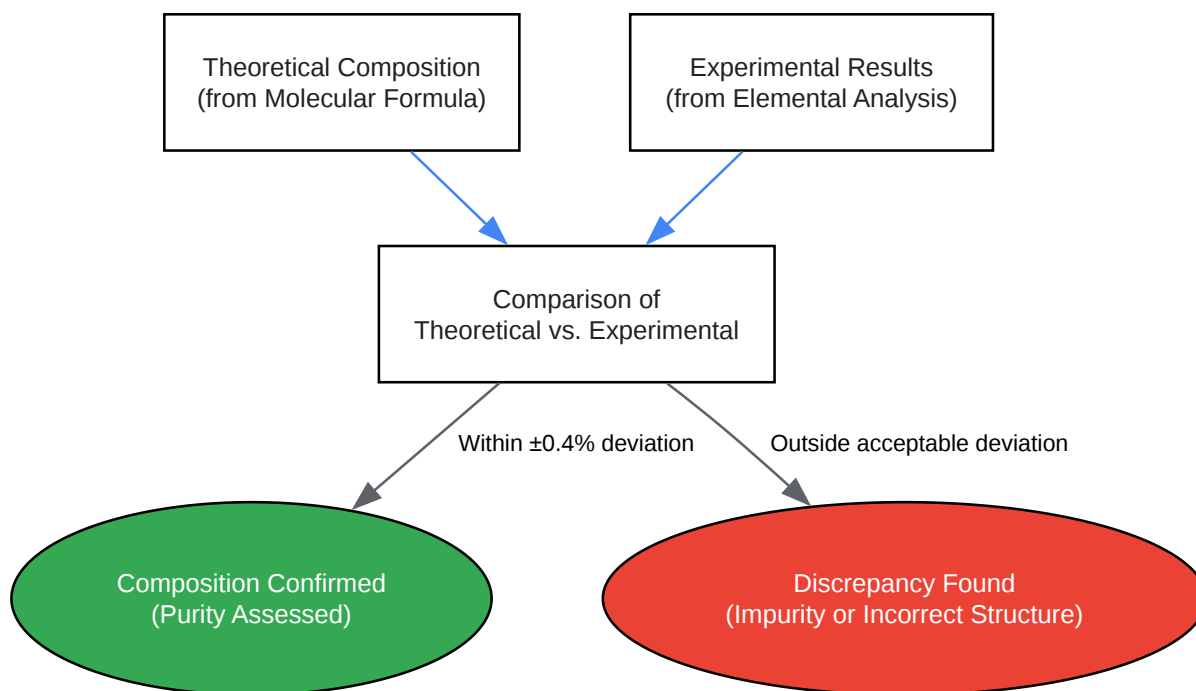 Theoretical Composition
(from Molecular Formula)
Experimental Results
(from Elemental Analysis)
Comparison of
Theoretical vs. Experimental
Within ±0.4% deviation
Outside acceptable deviation
Composition Confirmed
(Purity Assessed)
Discrepancy Found
(Impurity or Incorrect Structure)